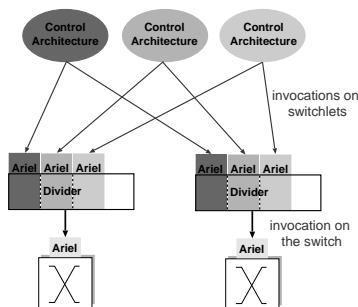 Control
Architecture
Control
Architecture
Control
Architecture
invocations on
switchlets
Ariel Ariel Ariel
Divider
Ariel Ariel Ariel
Divider
invocation on
the switch
Ariel
Ariel